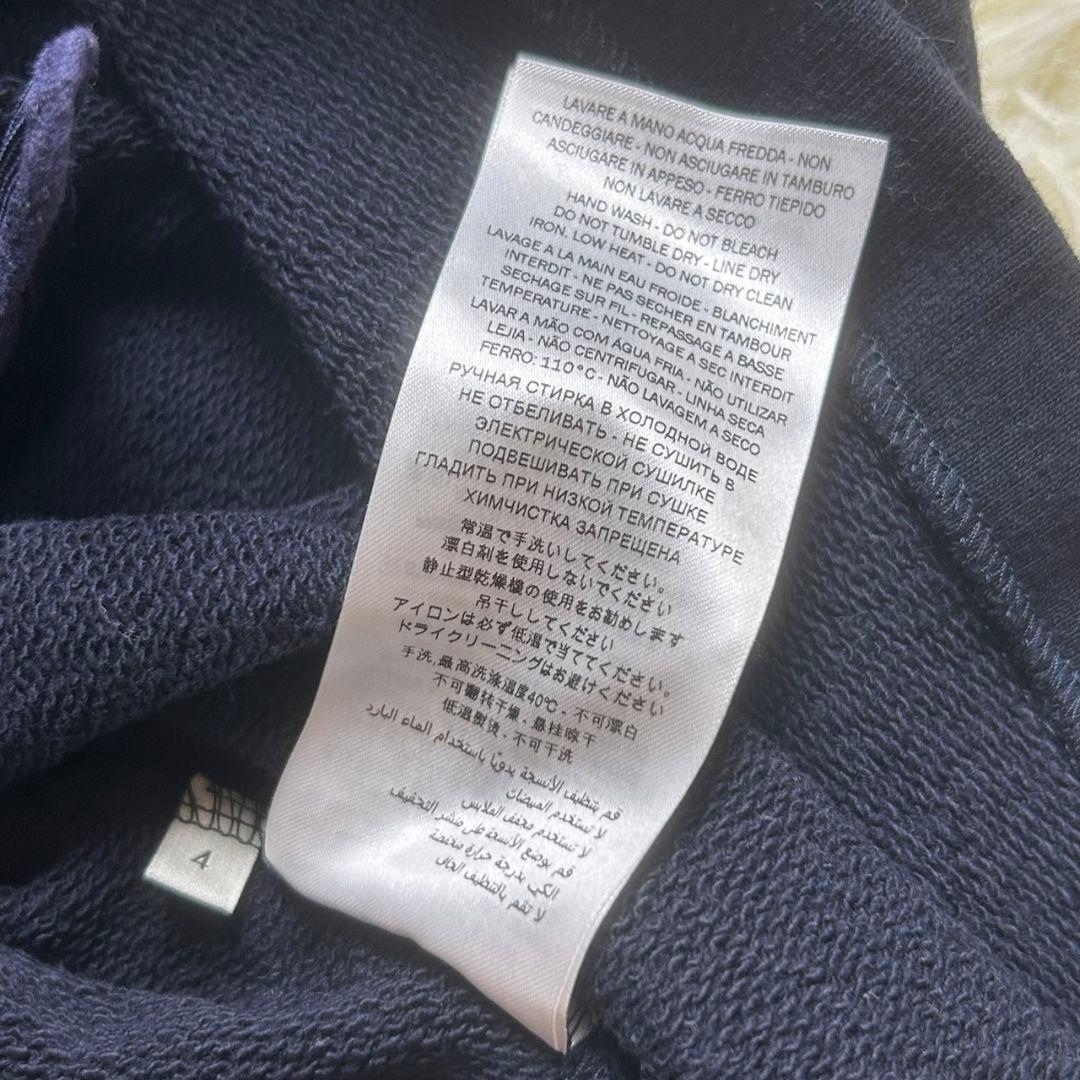 LAVARE A MANO ACQUA FREDDA - NON
CANDEGGIARE - NON ASCIUGARE IN TAMBURO
ASCIUGARE IN APPESO - FERRO TIEPIDO
NON LAVARE A SECCO
HAND WASH - DO NOT BLEACH
DO NOT TUMBLE DRY - LINE DRY
IRON. LOW HEAT - DO NOT DRY CLEAN
LAVAGE A LA MAIN EAU FROIDE - BLANCHIMENT
INTERDIT - NE PAS SECHER EN TAMBOUR
SECHAGE SUR FIL - REPASSAGE A BASSE
TEMPERATURE - NETTOYAGE A SEC INTERDIT
LAVAR A MÃO COM ÁGUA FRIA - NÃO UTILIZAR
LEJIA - NÃO CENTRIFUGAR - LINHA SECA
FERRO: 110°C - NÃO LAVAGEM A SECO
РУЧНАЯ СТИРКА В ХОЛОДНОЙ ВОДЕ
НЕ ОТБЕЛИВАТЬ - НЕ СУШИТЬ В
ЭЛЕКТРИЧЕСКОЙ СУШИЛКЕ
ПОДВЕШИВАТЬ ПРИ СУШКЕ
ГЛАДИТЬ ПРИ НИЗКОЙ ТЕМПЕРАТУРЕ
ХИМЧИСТКА ЗАПРЕЩЕНА
常温で手洗いしてください。
漂白剤を使用しないでください
静止型乾燥機の使用をお勧めします
吊干ししてください
アイロンは必ず低温で当ててください。
ドライクリーニングはお避けください
手洗,最高洗涤温度40℃ - 不可漂白
不可翻转干燥 - 悬挂晾干
低温熨烫 - 不可干洗
قم بتنظيف الأنسجة يدويًا باستخدام الماء البارد
لا تستخدم المبيضات
لا تستخدم مجفف الملابس
قم بوضع الأنسجة على منشر التجفيف
الكي بدرجة حرارة منخفضة
لا تقم بالتنظيف الجاف
4